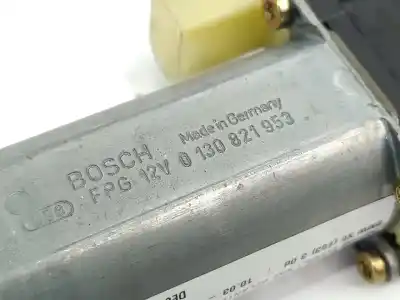 BOSCH
Made in Germany
FPG 12V 0 130 821 953